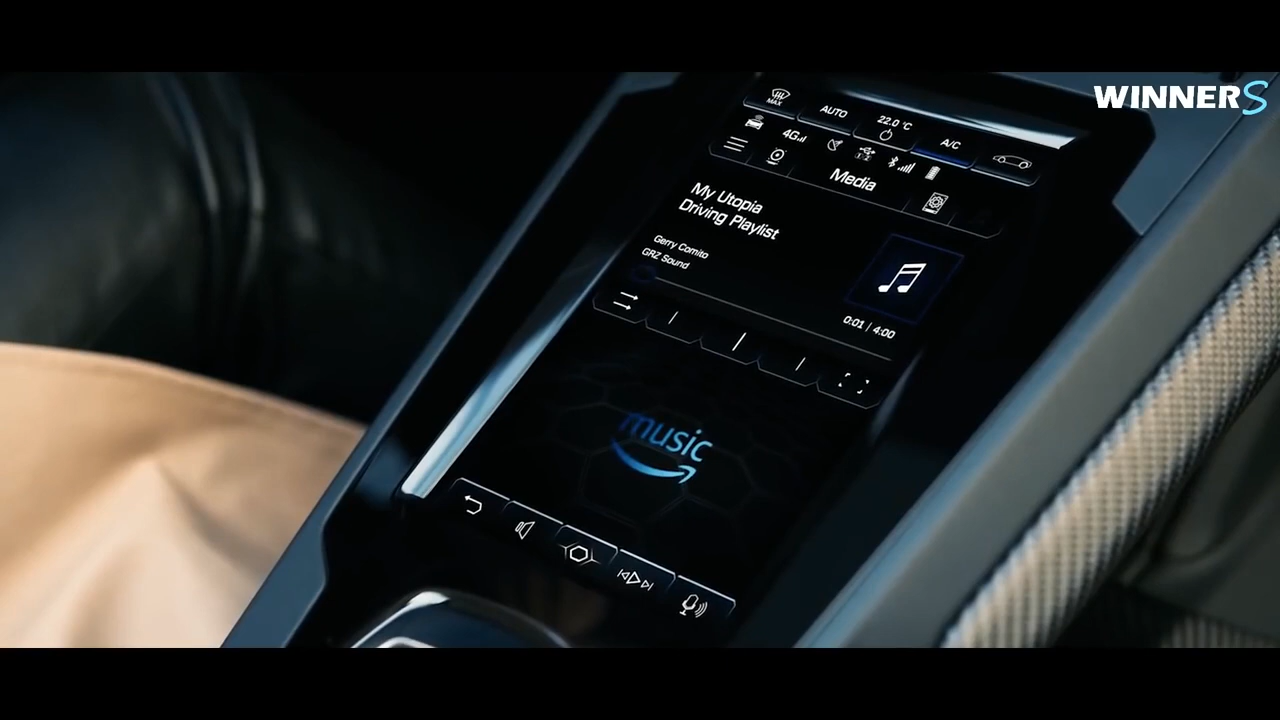 WINNERS
MAX
AUTO
22.0 °C
A/C
4G
Media
My Utopia
Driving Playlist
Gerry Comito
GRZ Sound
0:01 | 4:00
music